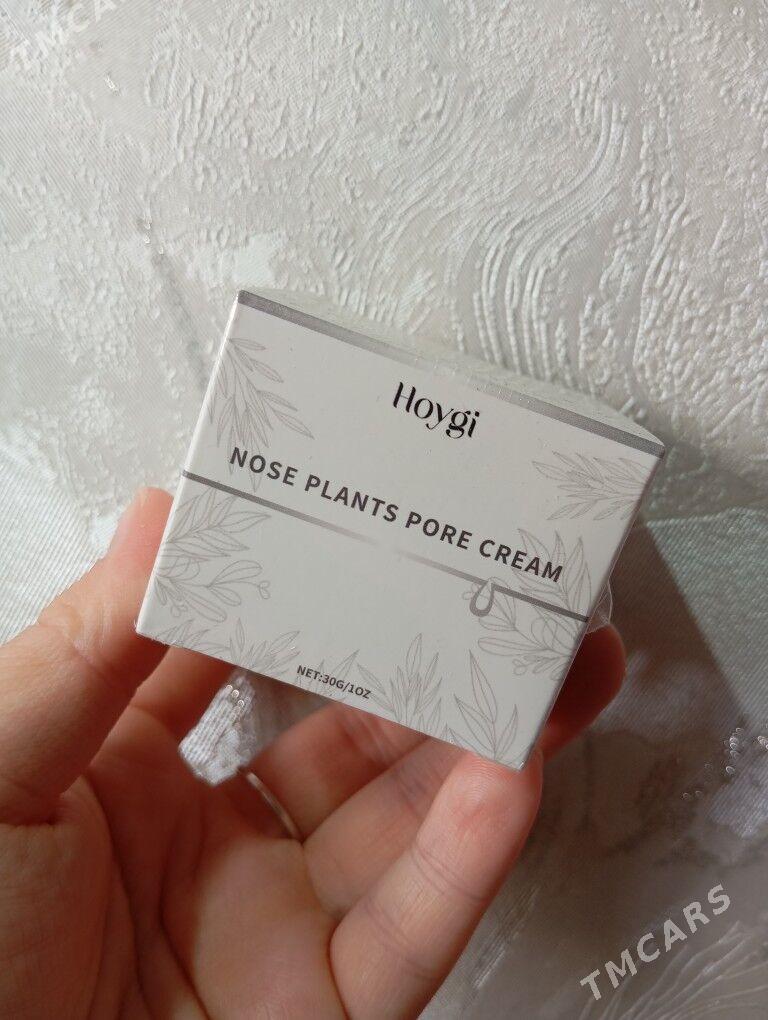 TMCARS
Hoygi
NOSE PLANTS PORE CREAM
NET:30G/1OZ
TMCARS